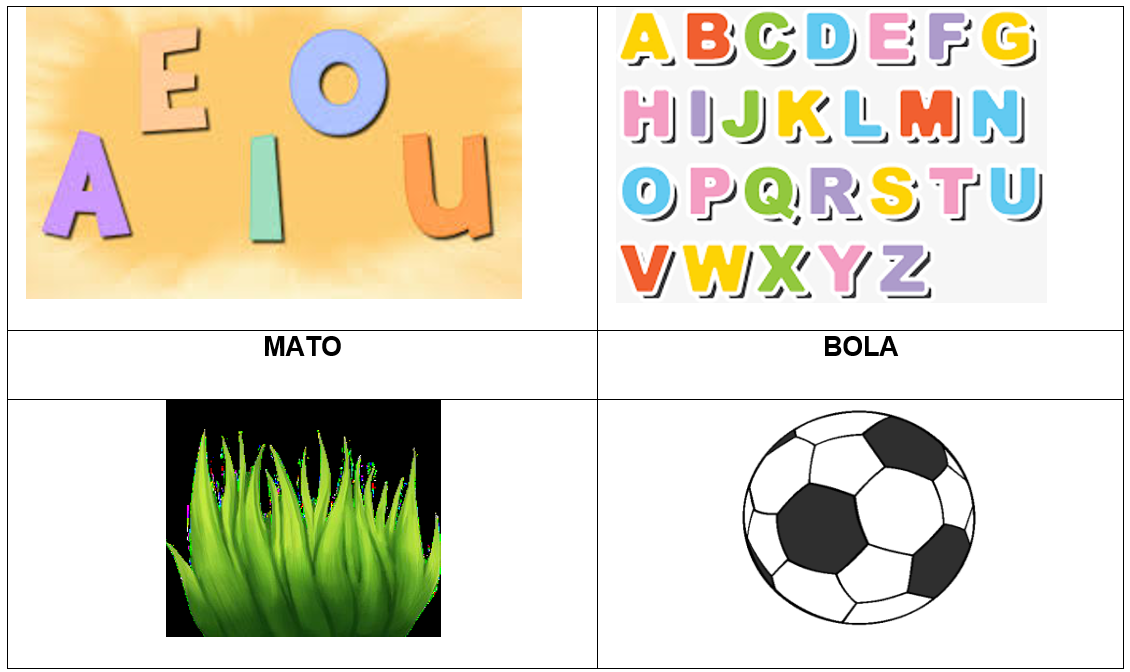 E O
A I U
A B C D E F G
H I J K L M N
O P Q R S T U
V W X Y Z
MATO
BOLA